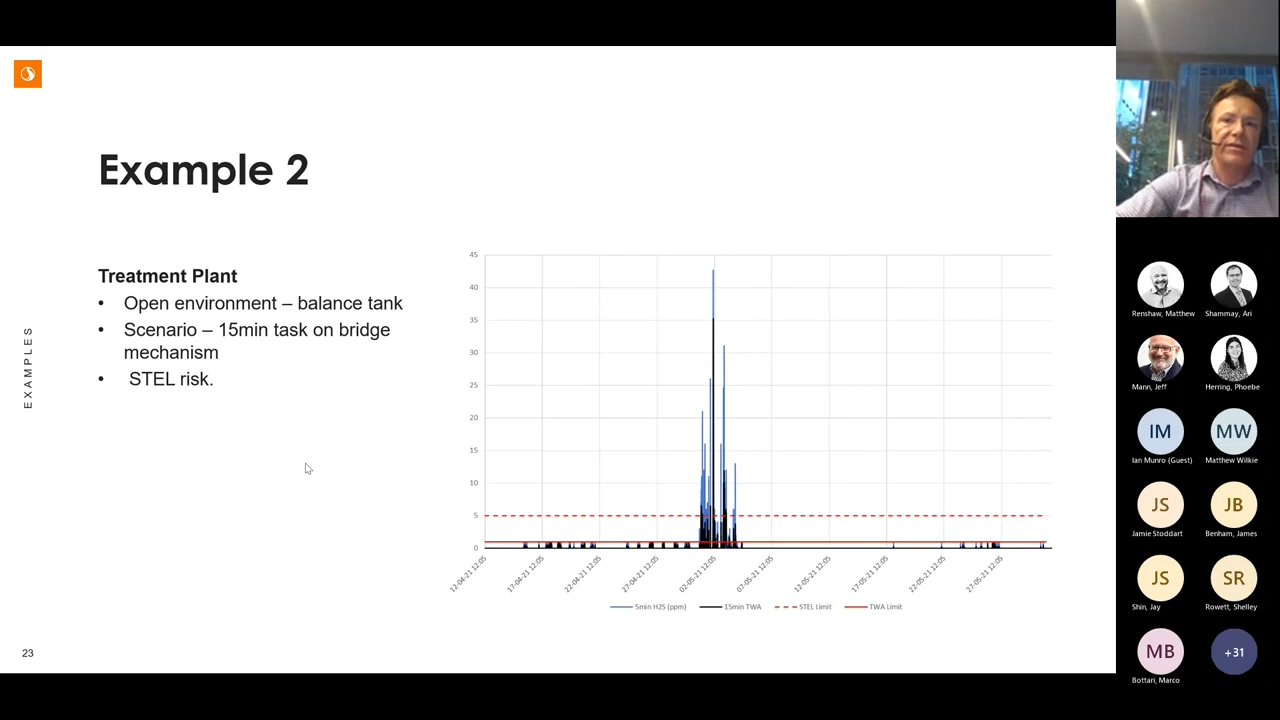 Example 2
Treatment Plant
• Open environment – balance tank
• Scenario – 15min task on bridge
mechanism
• STEL risk.
EXAMPLES
45
40
35
30
25
20
15
10
5
0
12-04-21 12:05
17-04-21 12:05
22-04-21 12:05
27-04-21 12:05
02-05-21 12:05
07-05-21 12:05
12-05-21 12:05
17-05-21 12:05
22-05-21 12:05
27-05-21 12:05
5min H2S (ppm) 15min TWA STEL Limit TWA Limit
23
Renshaw, Matthew Shammay, Ari
Mann, Jeff Herring, Phoebe
IM MW
Ian Munro (Guest) Matthew Wilkie
JS JB
Jamie Stoddart Benham, James
JS SR
Shin, Jay Rowett, Shelley
MB +31
Bottari, Marco